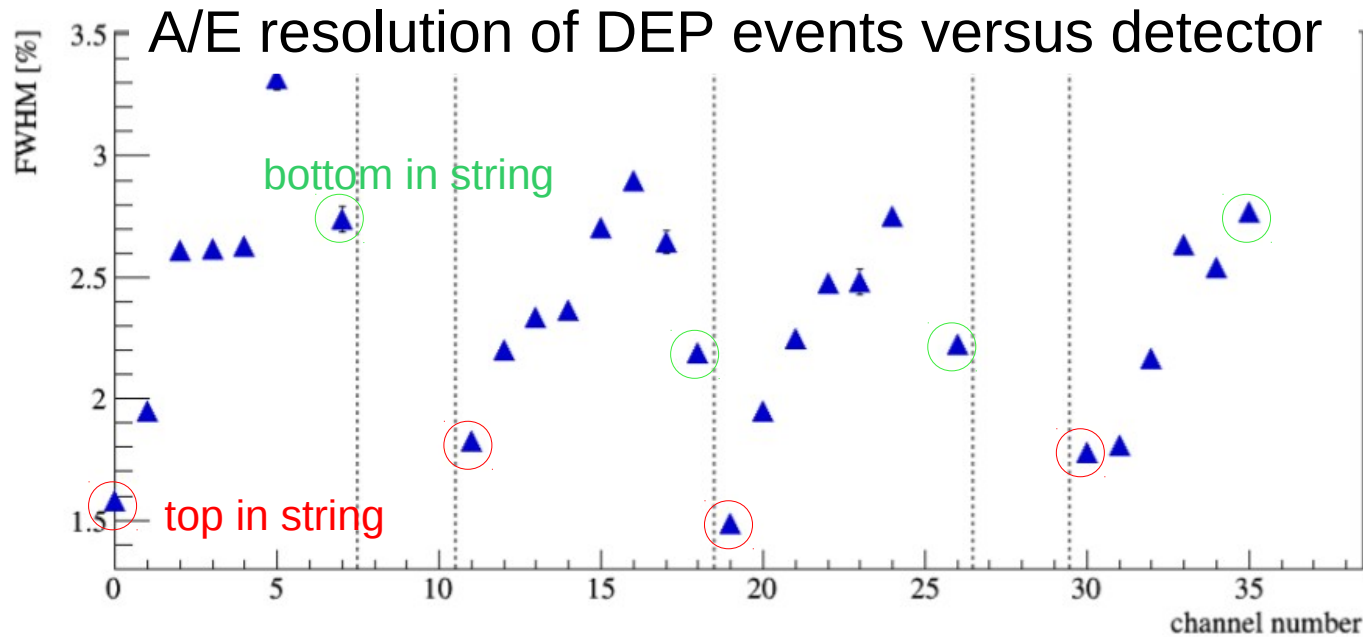 A/E resolution of DEP events versus detector
FWHM [%]
3.5
3
2.5
2
1.5
bottom in string
top in string
0 5 10 15 20 25 30 35
channel number